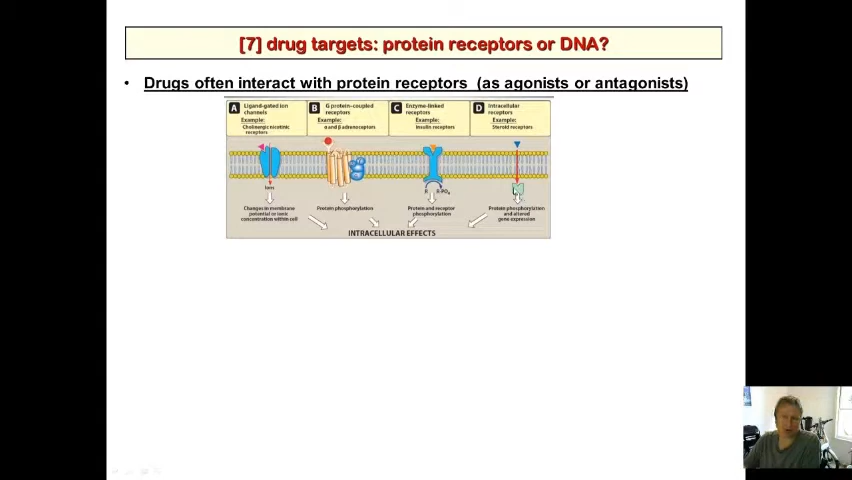 [7] drug targets: protein receptors or DNA?
• Drugs often interact with protein receptors (as agonists or antagonists)
A Ligand-gated ion channels
Example:
Cholinergic nicotinic
receptors
B G protein–coupled
receptors
Example:
α and β adrenoceptors
C Enzyme-linked
receptors
Example:
Insulin receptors
D Intracellular
receptors
Example:
Steroid receptors
Ions
R R-PO4
Changes in membrane
potential or ionic
concentration within cell
Protein phosphorylation
Protein and receptor
phosphorylation
Protein phosphorylation
and altered
gene expression
INTRACELLULAR EFFECTS